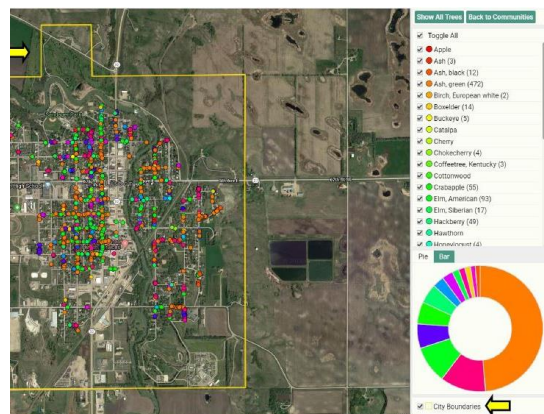 Show All Trees
Back to Communities
Toggle All
Apple
Ash (3)
Ash, black (12)
Ash, green (472)
Birch, European white (2)
Boxelder (14)
Buckeye (5)
Catalpa
Cherry
Chokecherry (4)
Coffeetree, Kentucky (3)
Cottonwood
Crabapple (55)
Elm, American (93)
Elm, Siberian (17)
Hackberry (49)
Hawthorn
Honeylocust (4)
Pie
Bar
City Boundaries